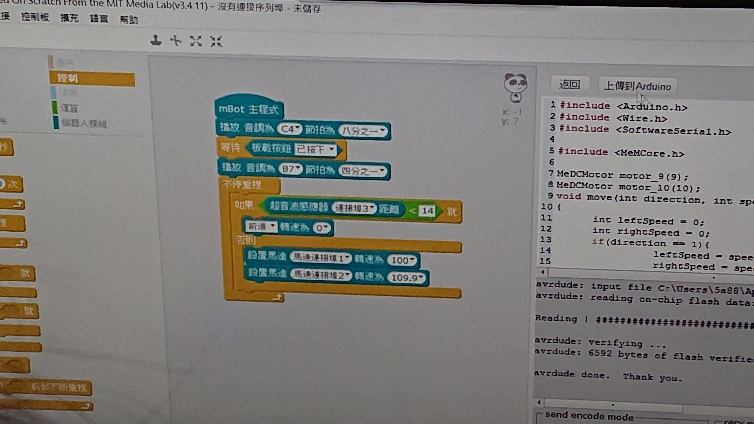 On Scratch From the MIT Media Lab(v3.4.11) - 沒有連接序列埠 - 未儲存
接 控制板 擴充 語言 幫助
控制
運算
機器人模組
次
就
就
mBot 主程式
播放 音調為 C4 節拍為 八分之一
等待 板載按鈕 已按下
播放 音調為 B7 節拍為 四分之一
不停重複
如果 超音波感應器 連接埠3 距離 < 14 就
前進 轉速為 0
否則
設置馬達 馬達連接埠1 轉速為 100
設置馬達 馬達連接埠2 轉速為 109.9
x: -1
y: 7
返回 上傳到Arduino
1 #include <Arduino.h>
2 #include <Wire.h>
3 #include <SoftwareSerial.h>
4
5 #include <MeMCore.h>
6
7 MeDCMotor motor_9(9);
8 MeDCMotor motor_10(10);
9 void move(int direction, int spe
10 {
11 int leftSpeed = 0;
12 int rightSpeed = 0;
13 if(direction == 1){
14 leftSpeed = spee
15 rightSpeed = spe
avrdude: input file C:\Users\5a88\Ap
avrdude: reading on-chip flash data:
Reading | ##########################
avrdude: verifying ...
avrdude: 6592 bytes of flash verifie
avrdude done. Thank you.
send encode mode